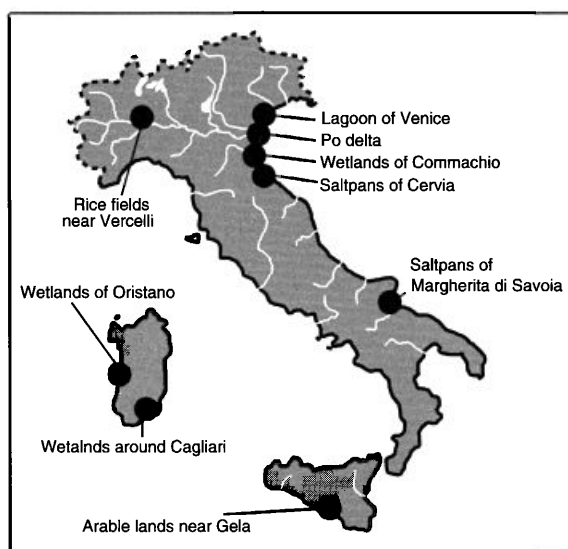 Lagoon of Venice
Po delta
Wetlands of Commachio
Saltpans of Cervia
Rice fields
near Vercelli
Saltpans of
Margherita di Savoia
Wetlands of Oristano
Wetalnds around Cagliari
Arable lands near Gela